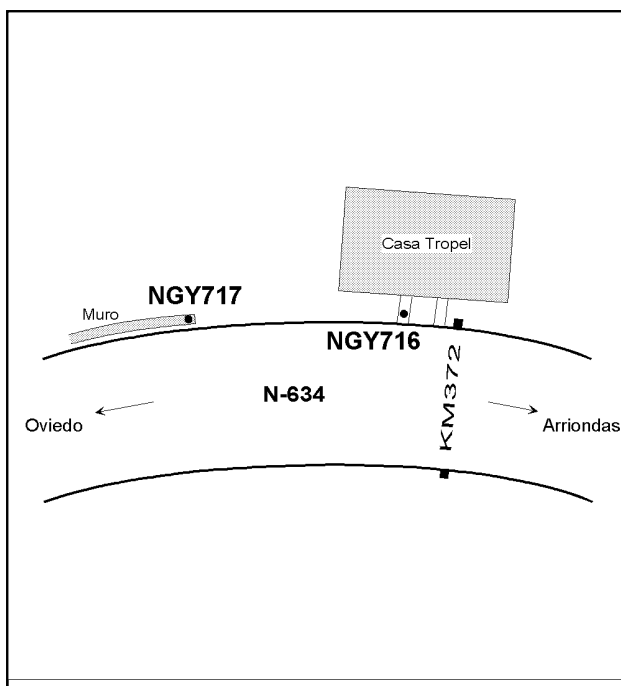 Casa Tropel
NGY717
Muro
NGY716
N-634
KM372
Oviedo
Arriondas